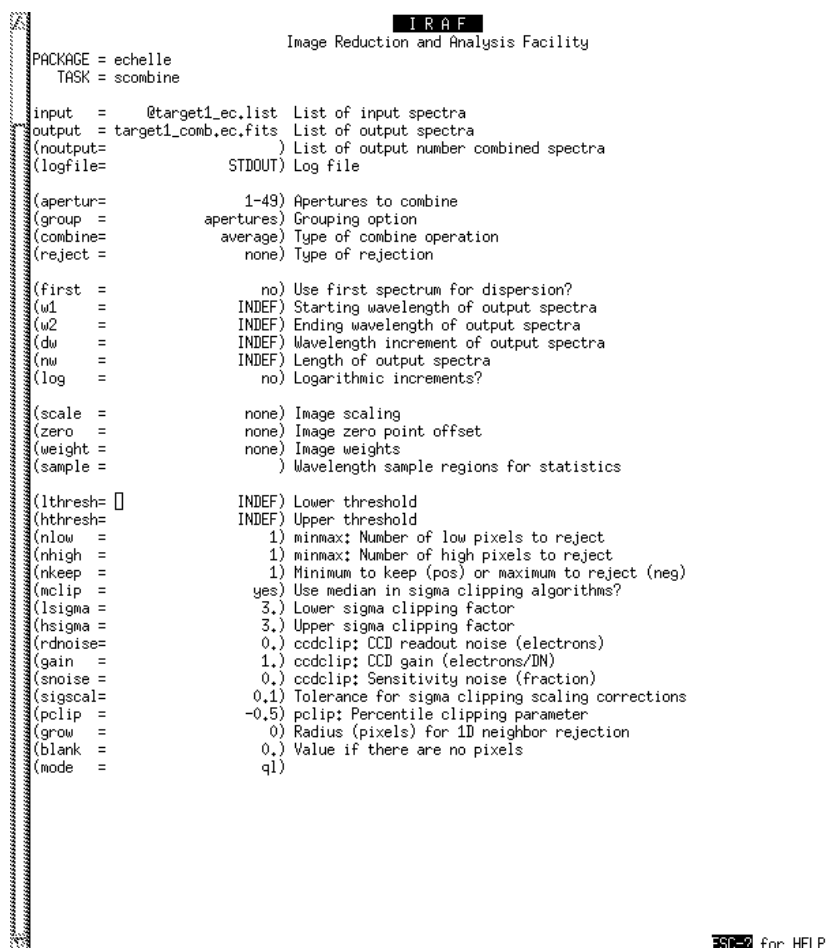 I R A F
Image Reduction and Analysis Facility
PACKAGE = echelle
TASK = scombine
input = @target1_ec.list List of input spectra
output = target1_comb.ec.fits List of output spectra
(noutput= ) List of output number combined spectra
(logfile= STDOUT) Log file
(apertur= 1-49) Apertures to combine
(group = apertures) Grouping option
(combine= average) Type of combine operation
(reject = none) Type of rejection
(first = no) Use first spectrum for dispersion?
(w1 = INDEF) Starting wavelength of output spectra
(w2 = INDEF) Ending wavelength of output spectra
(dw = INDEF) Wavelength increment of output spectra
(nw = INDEF) Length of output spectra
(log = no) Logarithmic increments?
(scale = none) Image scaling
(zero = none) Image zero point offset
(weight = none) Image weights
(sample = ) Wavelength sample regions for statistics
(lthresh= INDEF) Lower threshold
(hthresh= INDEF) Upper threshold
(nlow = 1) minmax: Number of low pixels to reject
(nhigh = 1) minmax: Number of high pixels to reject
(nkeep = 1) Minimum to keep (pos) or maximum to reject (neg)
(mclip = yes) Use median in sigma clipping algorithms?
(lsigma = 3.) Lower sigma clipping factor
(hsigma = 3.) Upper sigma clipping factor
(rdnoise= 0.) ccdclip: CCD readout noise (electrons)
(gain = 1.) ccdclip: CCD gain (electrons/DN)
(snoise = 0.) ccdclip: Sensitivity noise (fraction)
(sigscal= 0.1) Tolerance for sigma clipping scaling corrections
(pclip = -0.5) pclip: Percentile clipping parameter
(grow = 0) Radius (pixels) for 1D neighbor rejection
(blank = 0.) Value if there are no pixels
(mode = ql)
ESC-? for HELP